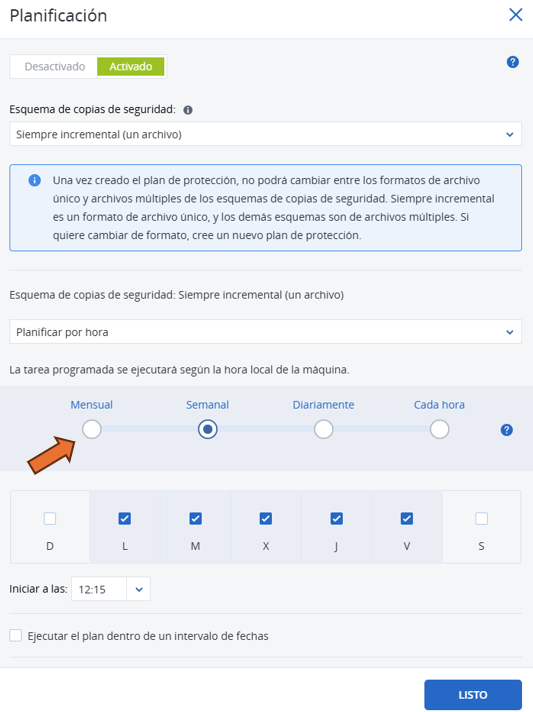 Planificación
Desactivado Activado
Esquema de copias de seguridad:
Siempre incremental (un archivo)
Una vez creado el plan de protección, no podrá cambiar entre los formatos de archivo
único y archivos múltiples de los esquemas de copias de seguridad. Siempre incremental
es un formato de archivo único, y los demás esquemas son de archivos múltiples. Si
quiere cambiar de formato, cree un nuevo plan de protección.
Esquema de copias de seguridad: Siempre incremental (un archivo)
Planificar por hora
La tarea programada se ejecutará según la hora local de la máquina.
Mensual Semanal Diariamente Cada hora
D L M X J V S
Iniciar a las: 12:15
Ejecutar el plan dentro de un intervalo de fechas
LISTO